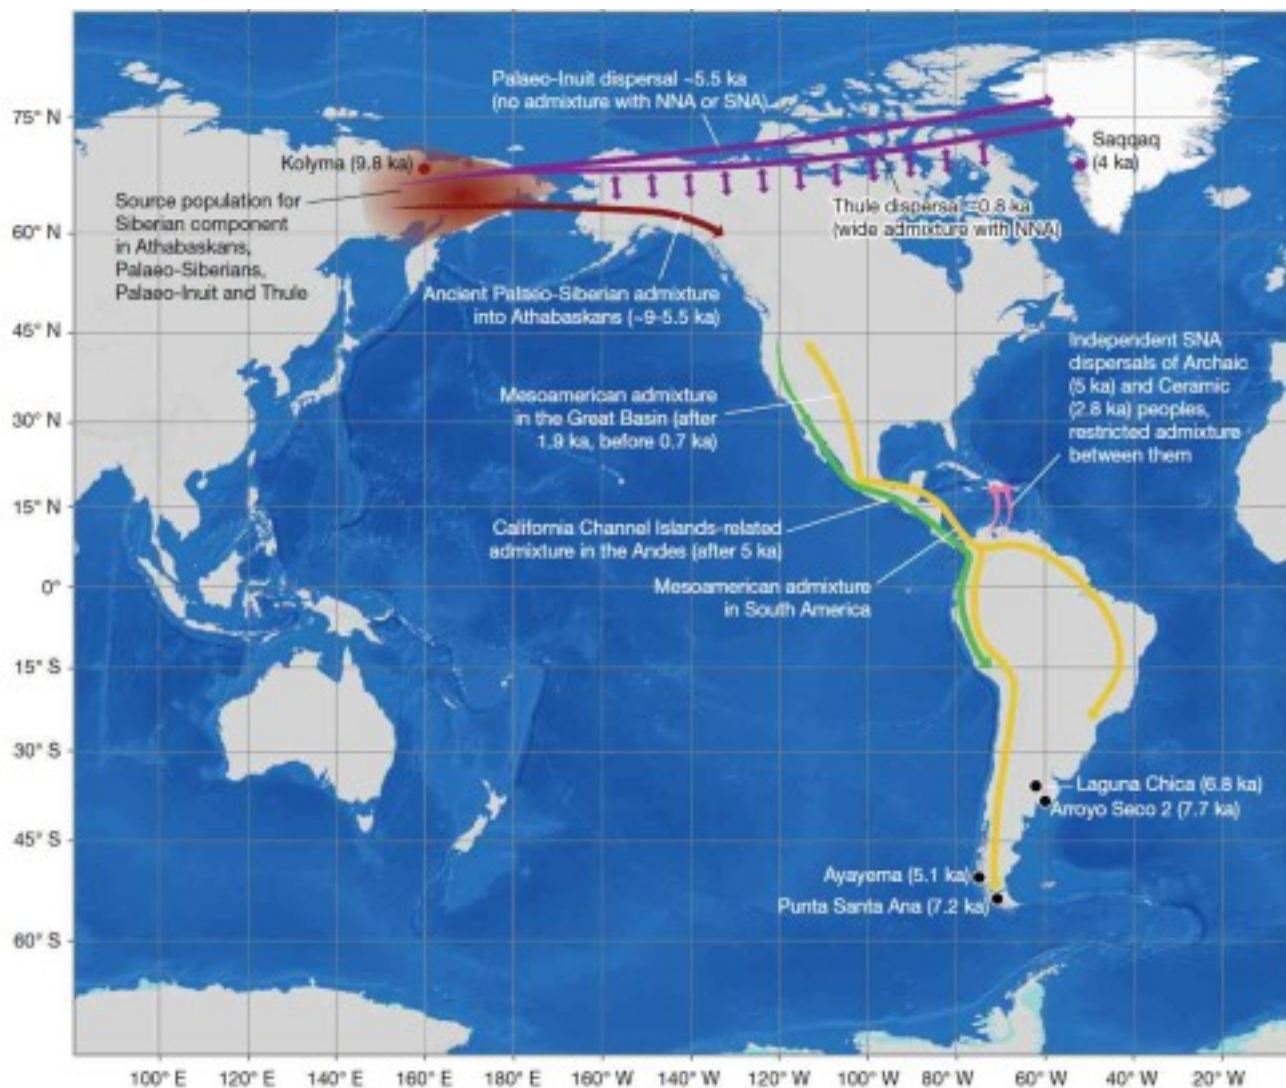 Palaeo-Inuit dispersal ~5.5 ka
(no admixture with NNA or SNA)
75° N
Kolyma (9.8 ka)
Saqqaq
(4 ka)
Source population for
Siberian component
in Athabaskans,
Palaeo-Siberians,
Palaeo-Inuit and Thule
Thule dispersal ~0.8 ka
(wide admixture with NNA)
60° N
Ancient Palaeo-Siberian admixture
into Athabaskans (~9-5.5 ka)
45° N
Independent SNA
dispersals of Archaic
(5 ka) and Ceramic
(2.8 ka) peoples,
restricted admixture
between them
Mesoamerican admixture
in the Great Basin (after
1.9 ka, before 0.7 ka)
30° N
15° N
California Channel Islands-related
admixture in the Andes (after 5 ka)
Mesoamerican admixture
in South America
0°
15° S
30° S
Laguna Chica (6.8 ka)
Arroyo Seco 2 (7.7 ka)
45° S
Ayayema (5.1 ka)
Punta Santa Ana (7.2 ka)
60° S
100° E 120° E 140° E 160° E 180° E 160° W 140° W 120° W 100° W 80° W 60° W 40° W 20° W